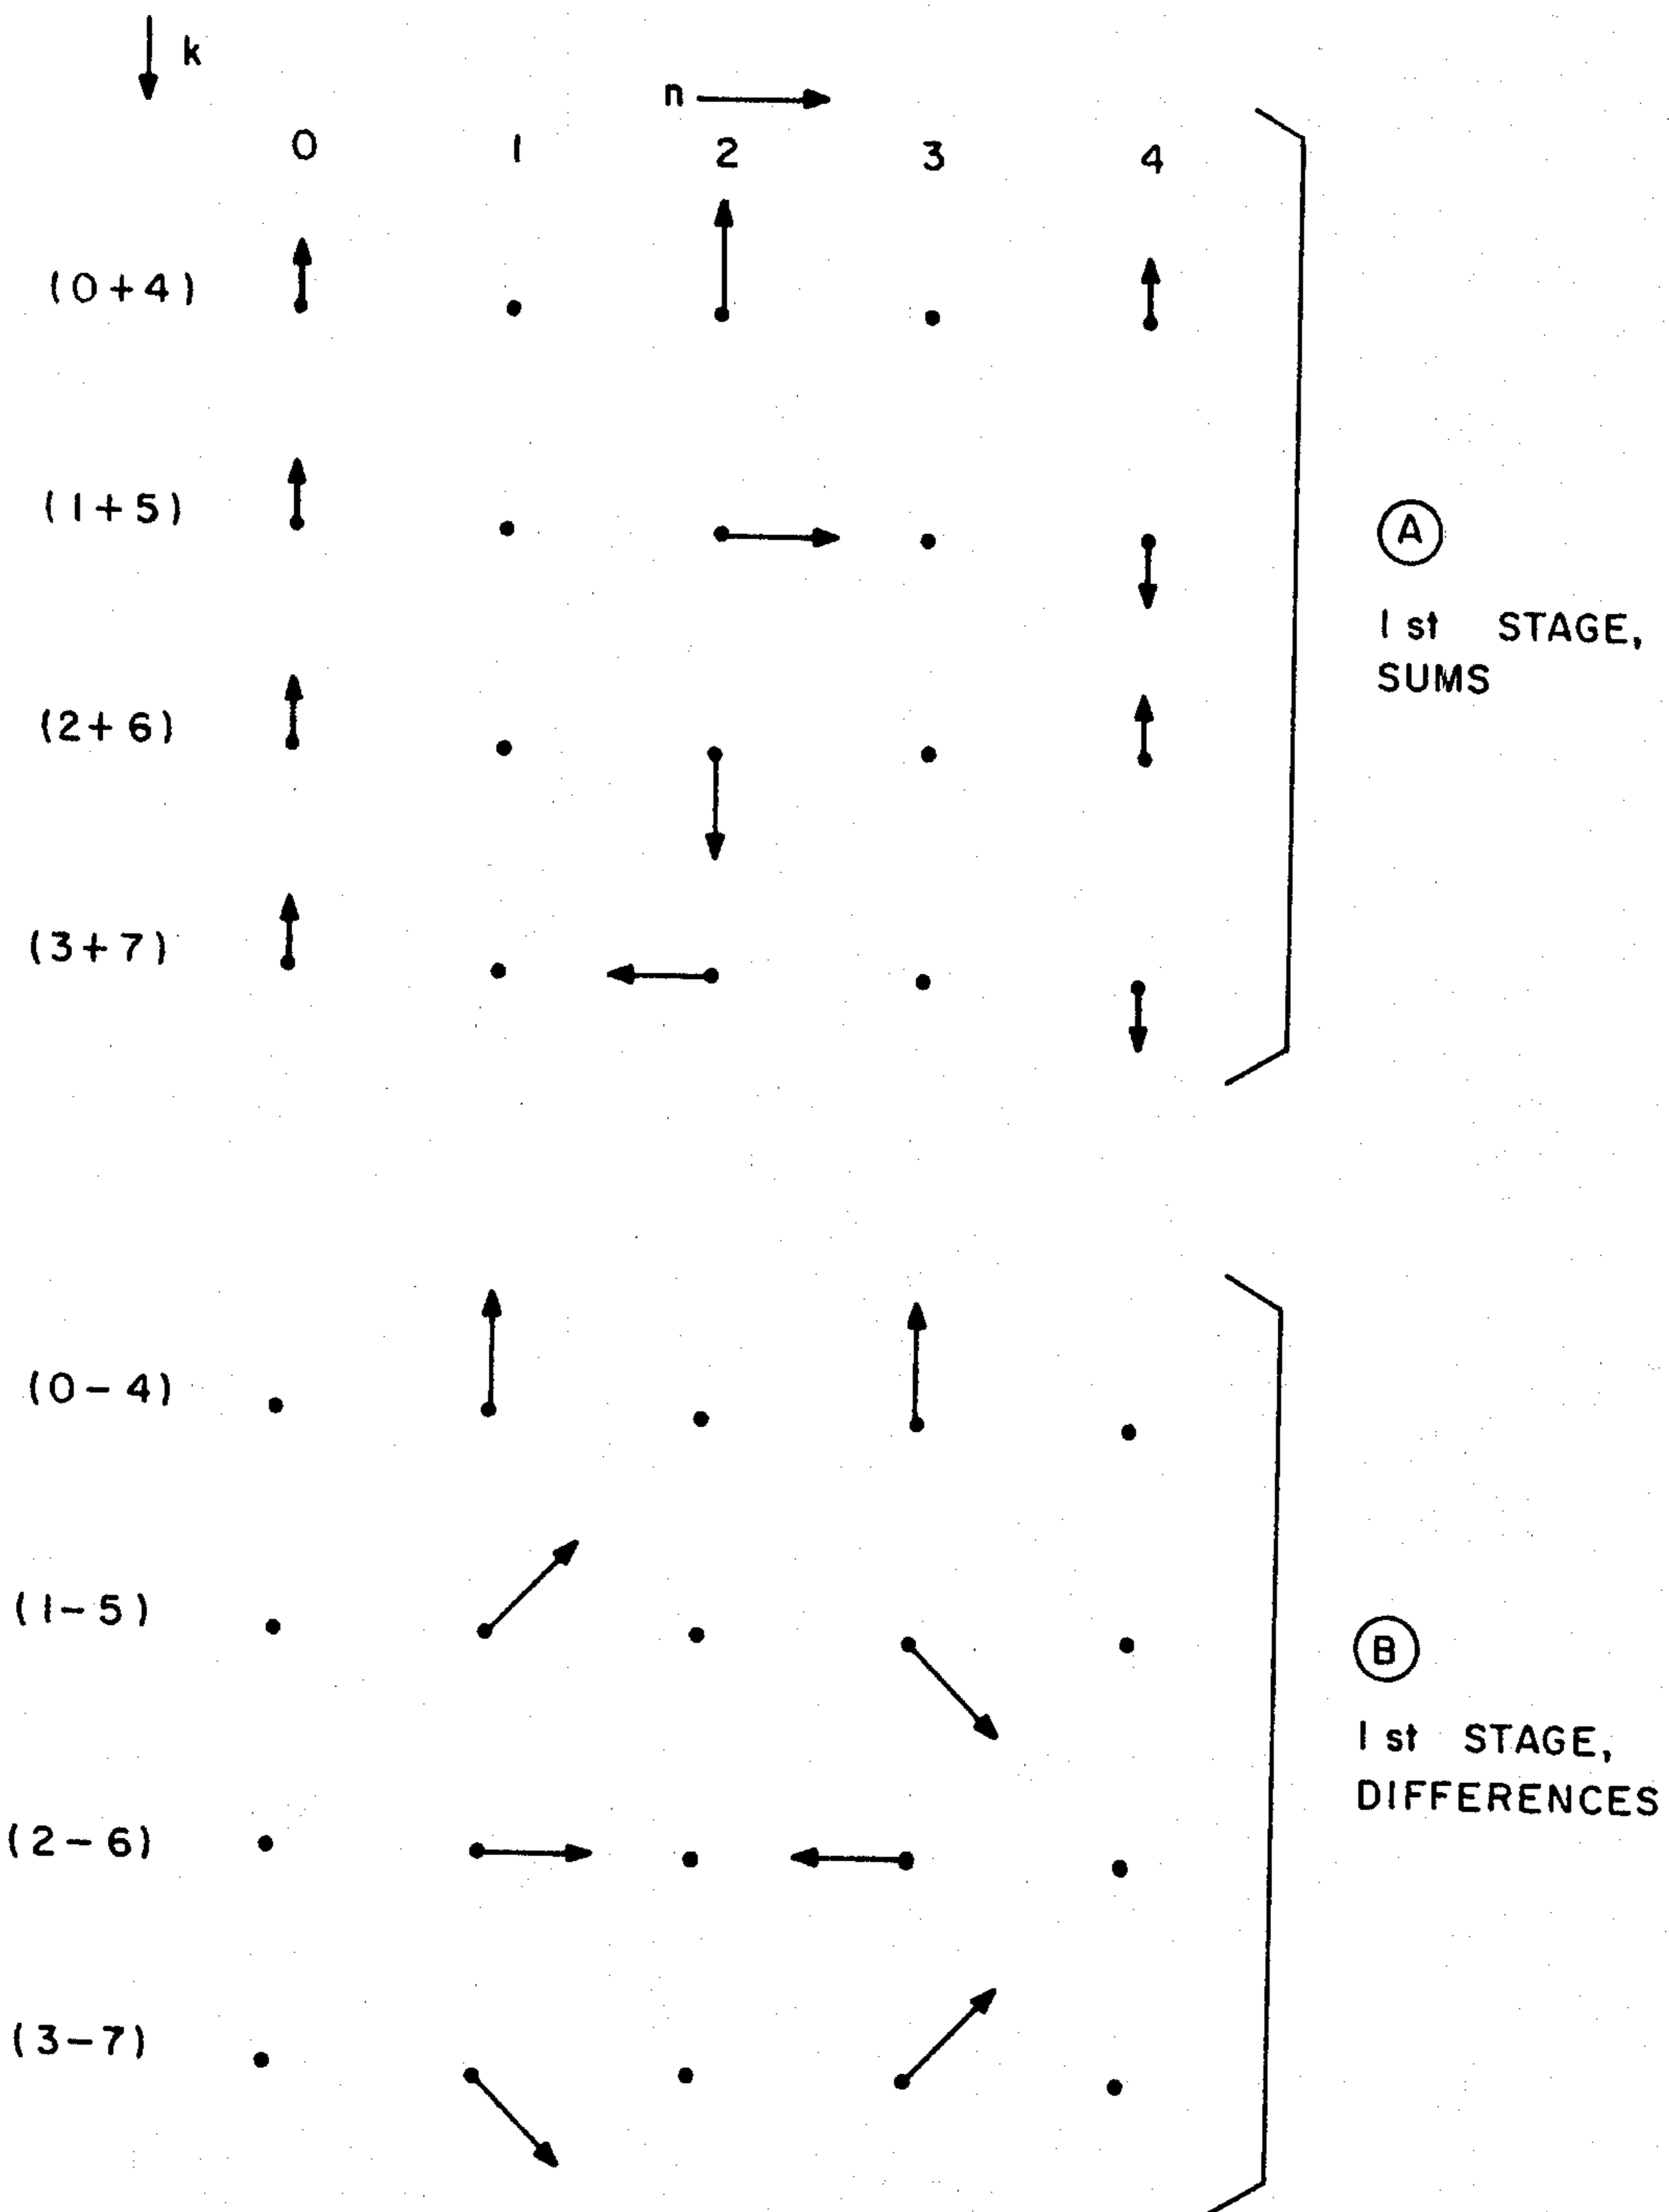 k
n
0 1 2 3 4
(0+4)
(1+5)
(2+6)
(3+7)
A
1st STAGE,
SUMS
(0-4)
(1-5)
(2-6)
(3-7)
B
1st STAGE,
DIFFERENCES